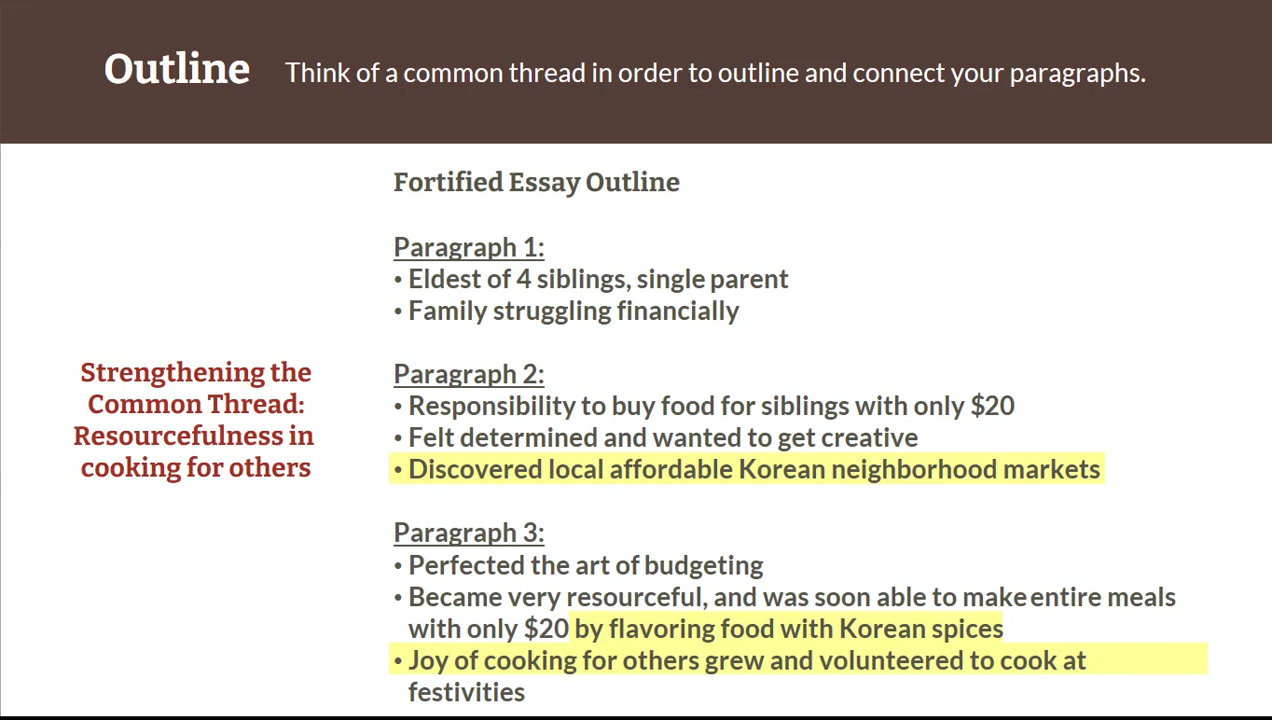 Outline Think of a common thread in order to outline and connect your paragraphs.
Fortified Essay Outline
Paragraph 1:
• Eldest of 4 siblings, single parent
• Family struggling financially
Strengthening the
Common Thread:
Resourcefulness in
cooking for others
Paragraph 2:
• Responsibility to buy food for siblings with only $20
• Felt determined and wanted to get creative
• Discovered local affordable Korean neighborhood markets
Paragraph 3:
• Perfected the art of budgeting
• Became very resourceful, and was soon able to make entire meals
with only $20 by flavoring food with Korean spices
• Joy of cooking for others grew and volunteered to cook at
festivities